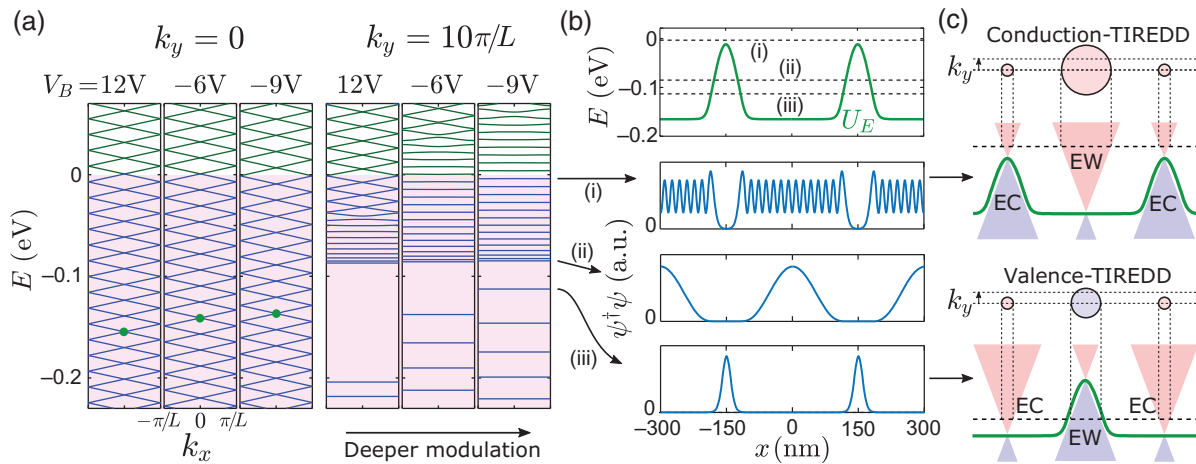 (a)
k_y = 0
k_y = 10π/L
V_B = 12V
−6V
−9V
12V
−6V
−9V
E (eV)
0
−0.1
−0.2
−π/L
0
π/L
k_x
Deeper modulation
(i)
(ii)
(iii)
(b)
E (eV)
0
−0.1
−0.2
(i)
(ii)
(iii)
U_E
ψ†ψ (a.u.)
0
0
0
−300
−150
0
150
300
x (nm)
(c)
Conduction-TIREDD
k_y
EW
EC
EC
Valence-TIREDD
k_y
EC
EC
EW